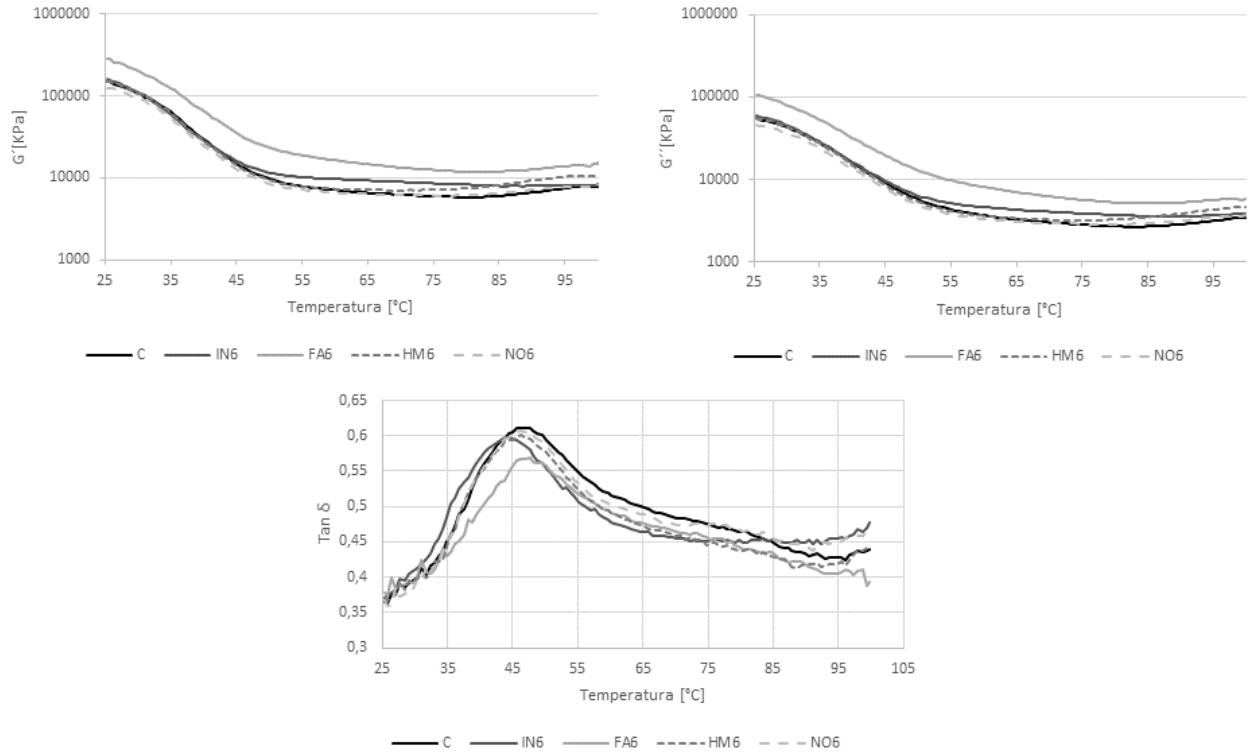 1000000
100000
10000
1000
G´[KPa]
25 35 45 55 65 75 85 95
Temperatura [°C]
C IN6 FA6 HM6 NO6
1000000
100000
10000
1000
G´´[KPa]
25 35 45 55 65 75 85 95
Temperatura [°C]
C IN6 FA6 HM6 NO6
0,65
0,6
0,55
0,5
0,45
0,4
0,35
0,3
Tan δ
25 35 45 55 65 75 85 95 105
Temperatura [°C]
C IN6 FA6 HM6 NO6